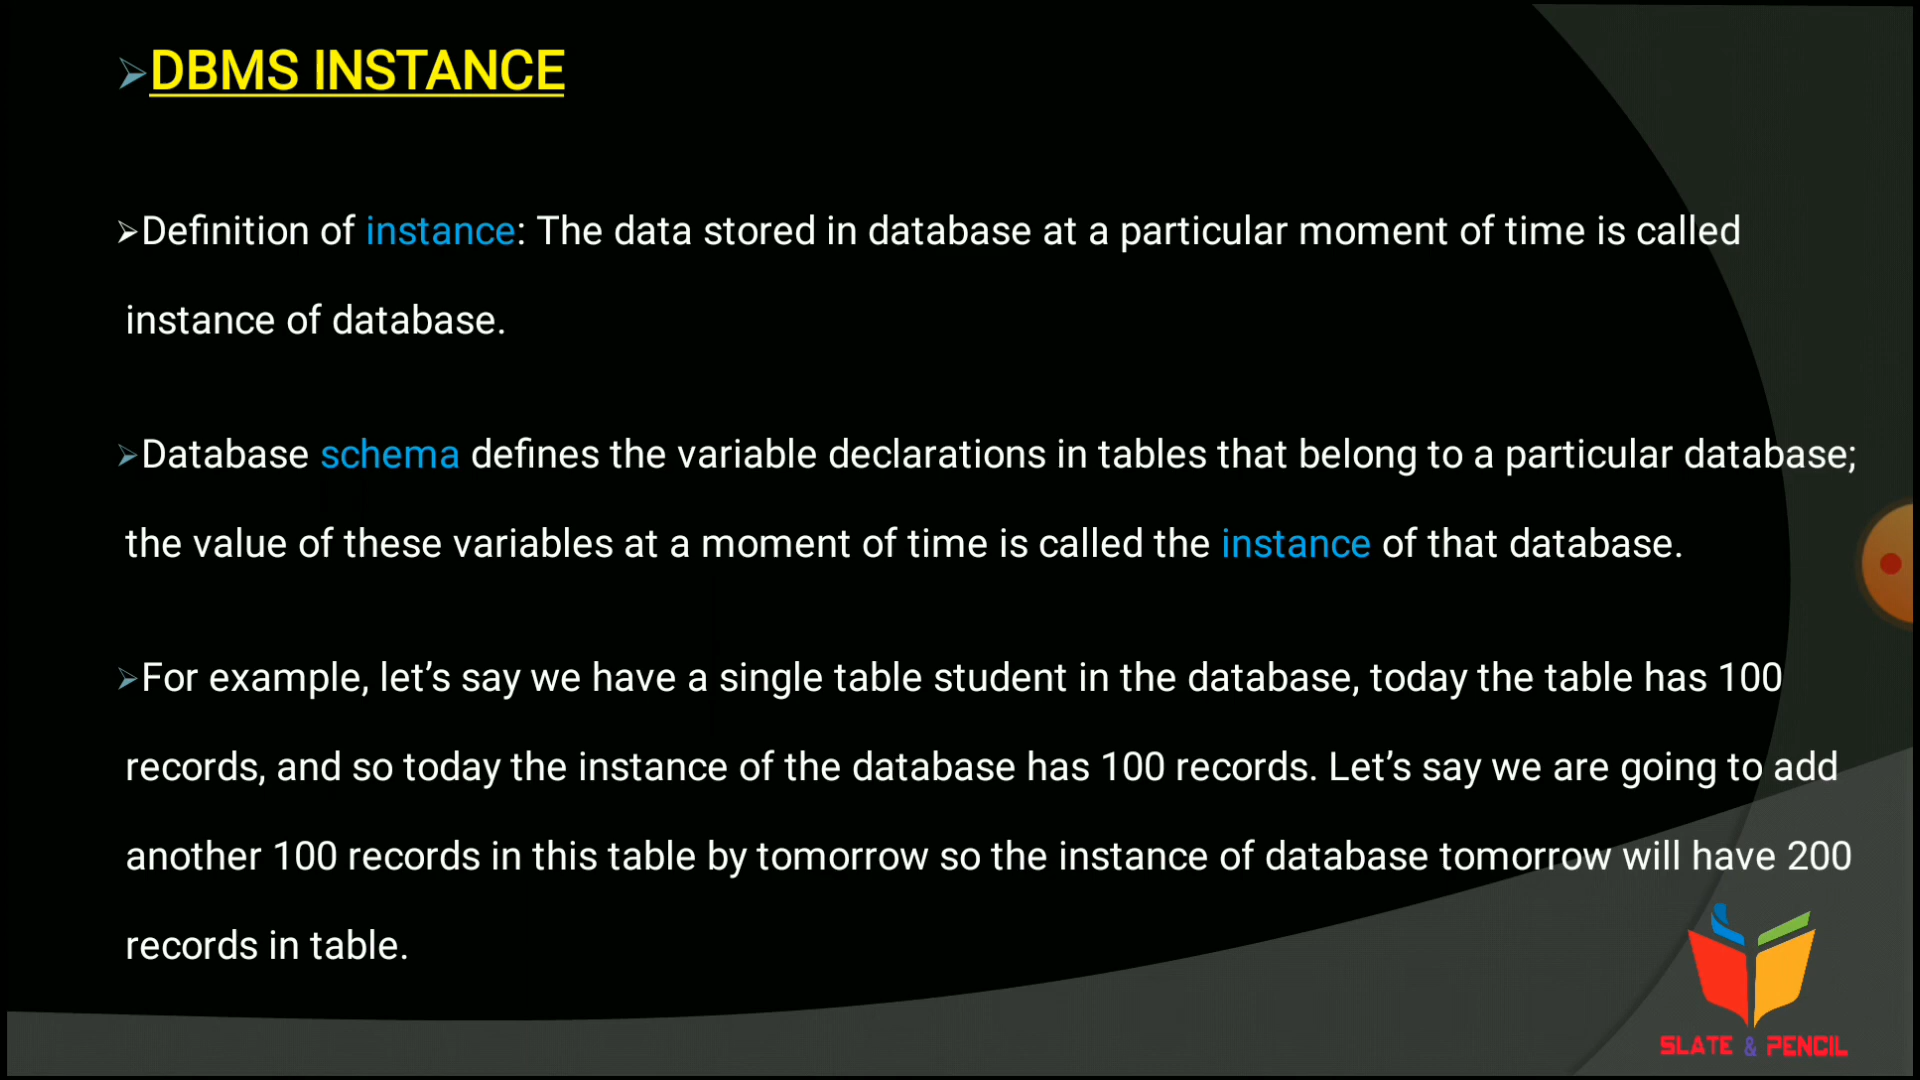 ➢DBMS INSTANCE
➢Definition of instance: The data stored in database at a particular moment of time is called
instance of database.
➢Database schema defines the variable declarations in tables that belong to a particular database;
the value of these variables at a moment of time is called the instance of that database.
➢For example, let’s say we have a single table student in the database, today the table has 100
records, and so today the instance of the database has 100 records. Let’s say we are going to add
another 100 records in this table by tomorrow so the instance of database tomorrow will have 200
records in table.
SLATE & PENCIL